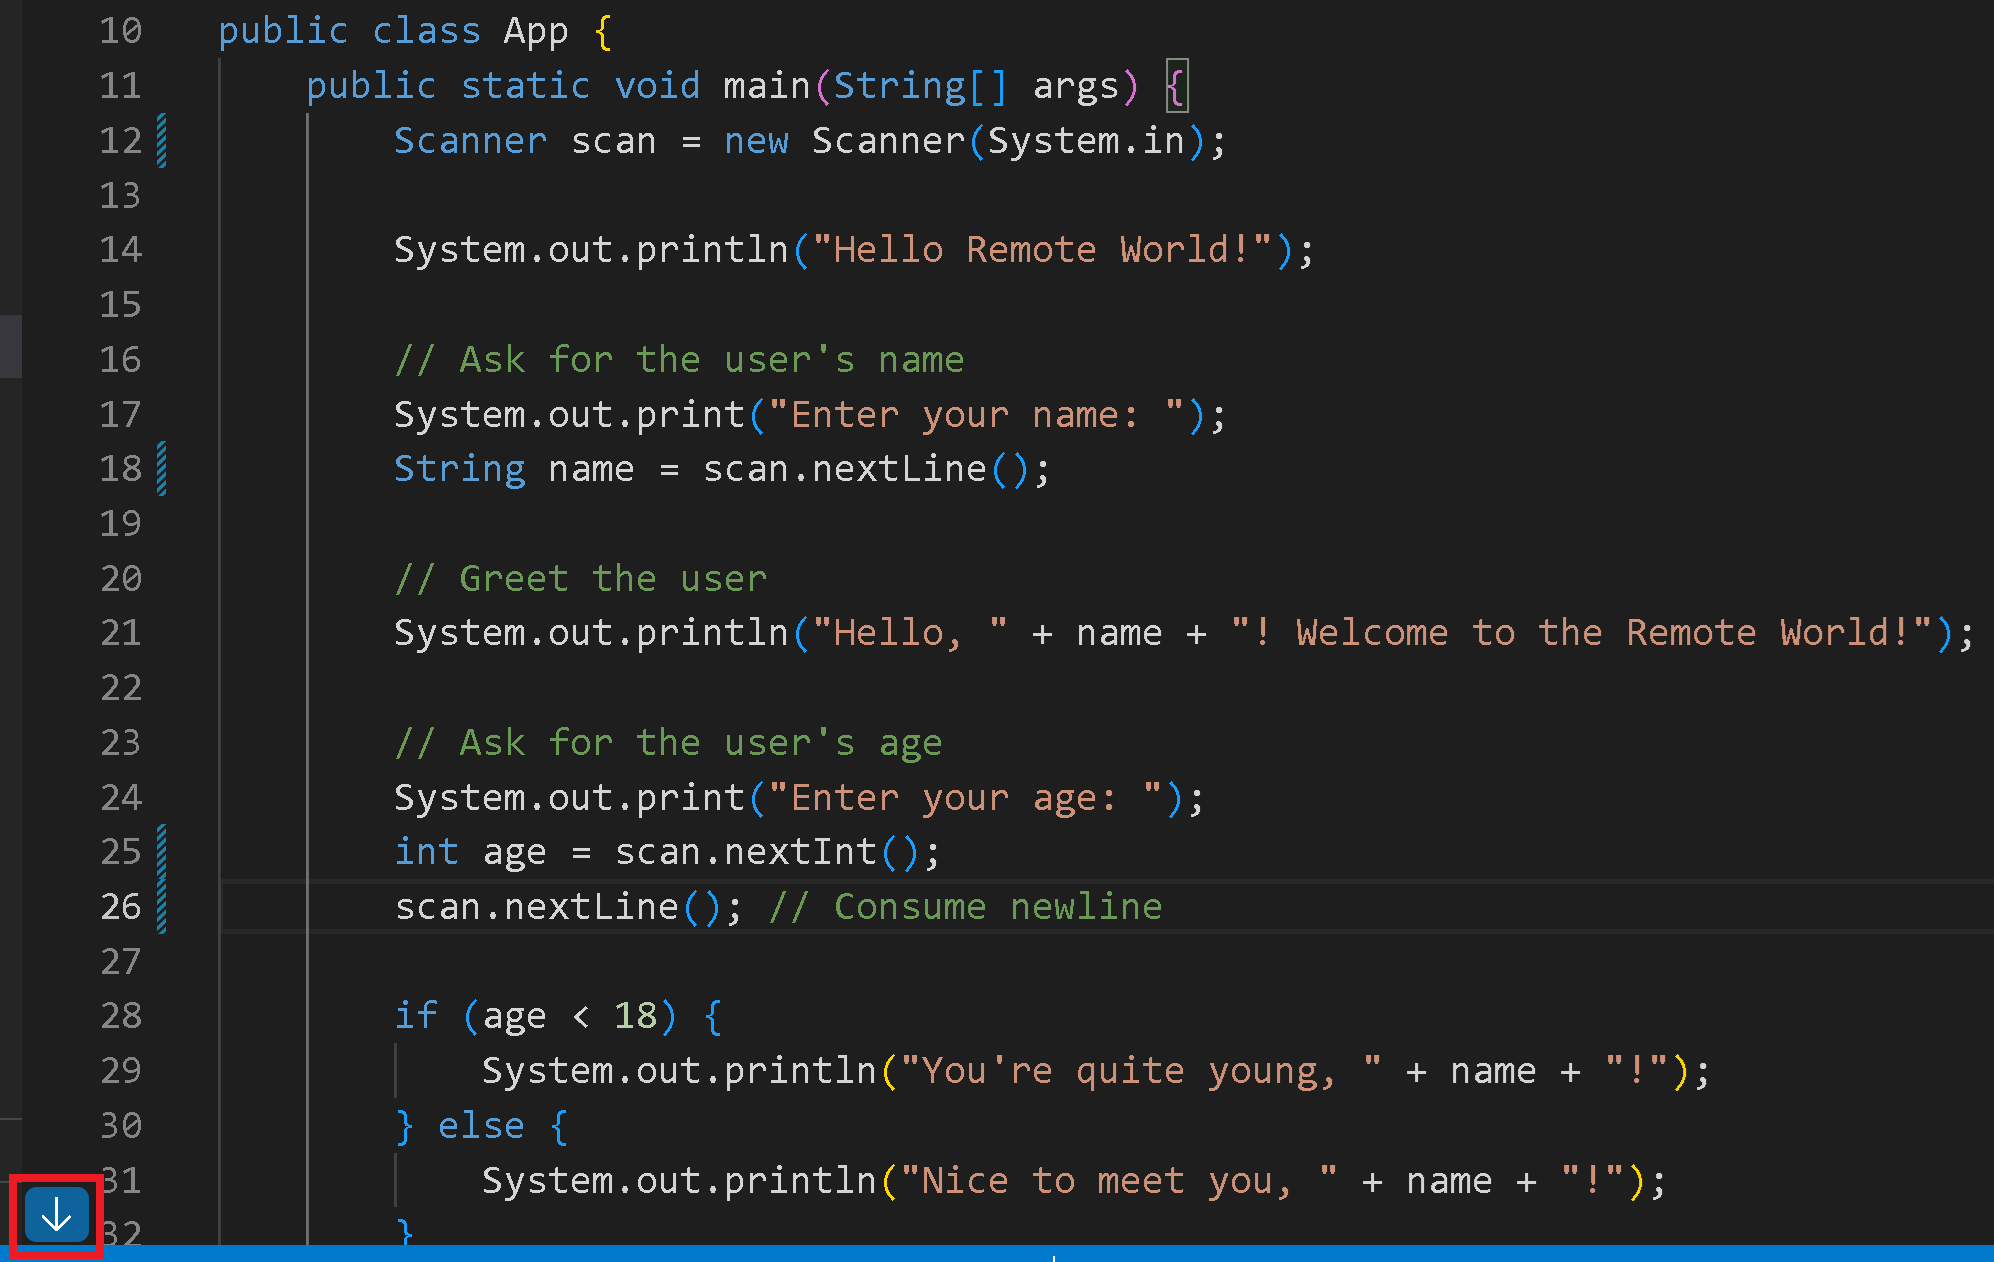 10 public class App {
11 public static void main(String[] args) {
12 Scanner scan = new Scanner(System.in);
13
14 System.out.println("Hello Remote World!");
15
16 // Ask for the user's name
17 System.out.print("Enter your name: ");
18 String name = scan.nextLine();
19
20 // Greet the user
21 System.out.println("Hello, " + name + "! Welcome to the Remote World!");
22
23 // Ask for the user's age
24 System.out.print("Enter your age: ");
25 int age = scan.nextInt();
26 scan.nextLine(); // Consume newline
27
28 if (age < 18) {
29 System.out.println("You're quite young, " + name + "!");
30 } else {
31 System.out.println("Nice to meet you, " + name + "!");
32 }